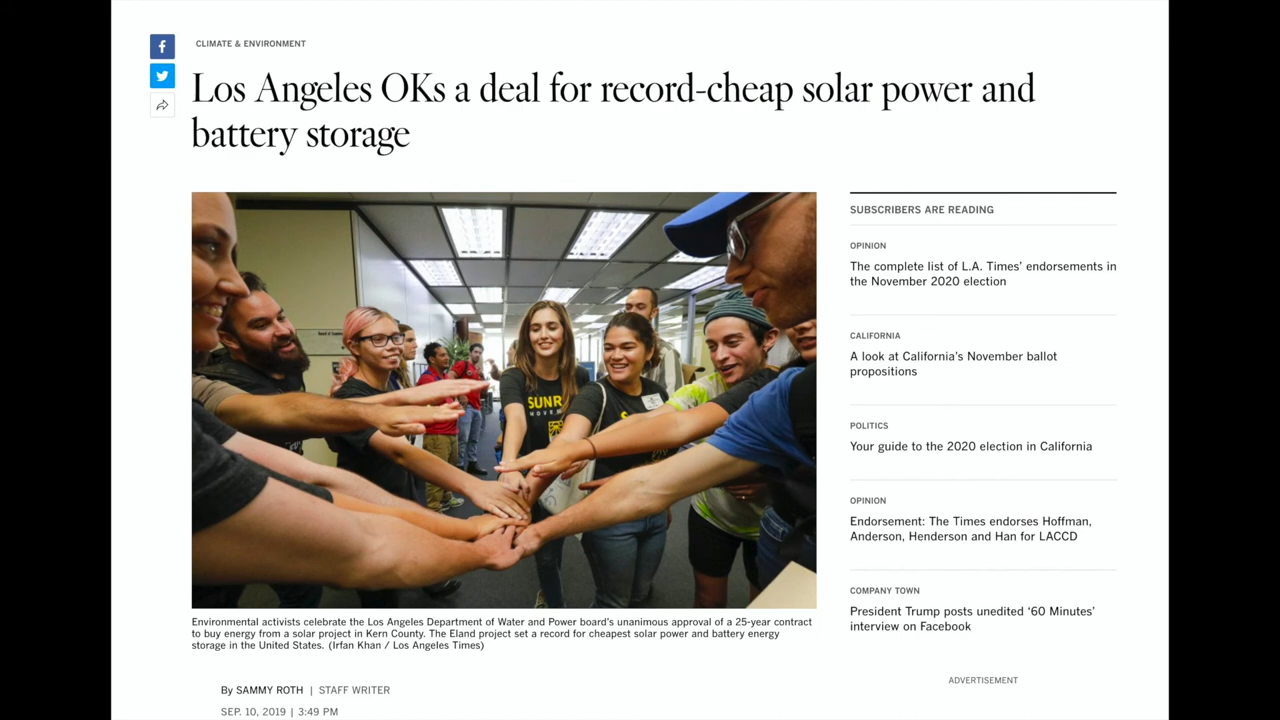 CLIMATE & ENVIRONMENT
Los Angeles OKs a deal for record-cheap solar power and
battery storage
SUNR
MOVEM
SU
Environmental activists celebrate the Los Angeles Department of Water and Power board's unanimous approval of a 25-year contract
to buy energy from a solar project in Kern County. The Eland project set a record for cheapest solar power and battery energy
storage in the United States. (Irfan Khan / Los Angeles Times)
By SAMMY ROTH | STAFF WRITER
SEP. 10, 2019 | 3:49 PM
SUBSCRIBERS ARE READING
OPINION
The complete list of L.A. Times' endorsements in
the November 2020 election
CALIFORNIA
A look at California's November ballot
propositions
POLITICS
Your guide to the 2020 election in California
OPINION
Endorsement: The Times endorses Hoffman,
Anderson, Henderson and Han for LACCD
COMPANY TOWN
President Trump posts unedited '60 Minutes'
interview on Facebook
ADVERTISEMENT